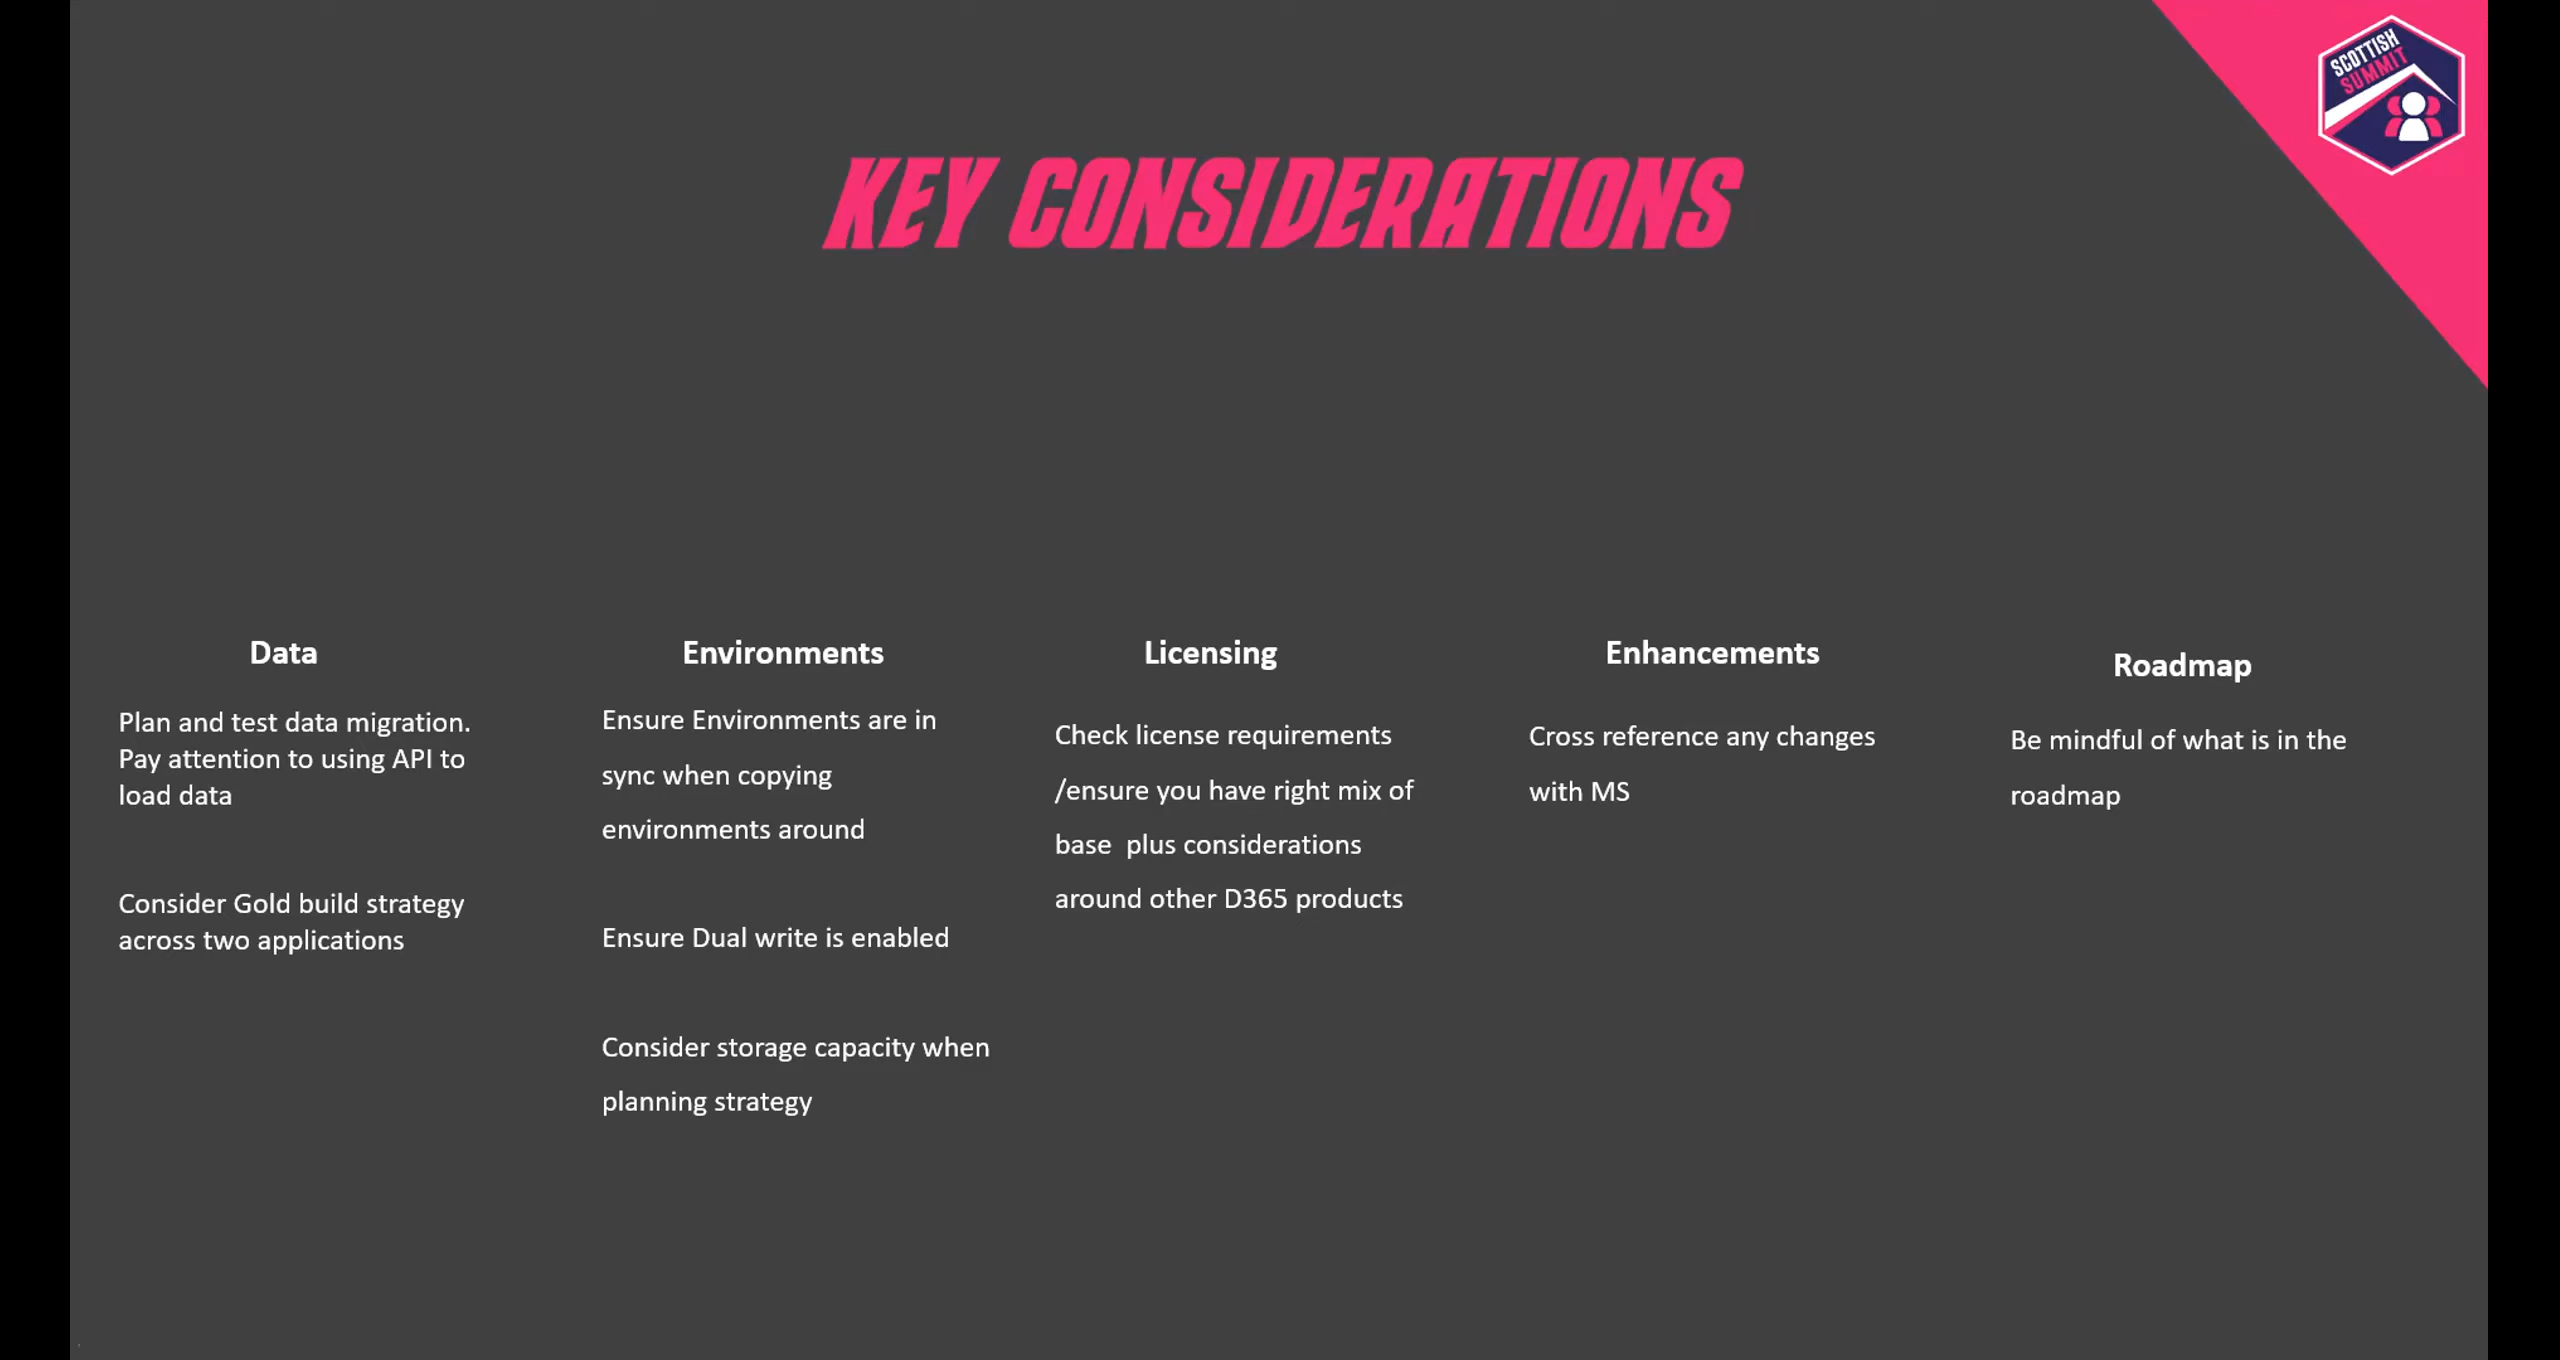 SCOTTISH
SUMMIT
KEY CONSIDERATIONS
Data
Plan and test data migration.
Pay attention to using API to
load data
Consider Gold build strategy
across two applications
Environments
Ensure Environments are in
sync when copying
environments around
Ensure Dual write is enabled
Consider storage capacity when
planning strategy
Licensing
Check license requirements
/ensure you have right mix of
base  plus considerations
around other D365 products
Enhancements
Cross reference any changes
with MS
Roadmap
Be mindful of what is in the
roadmap